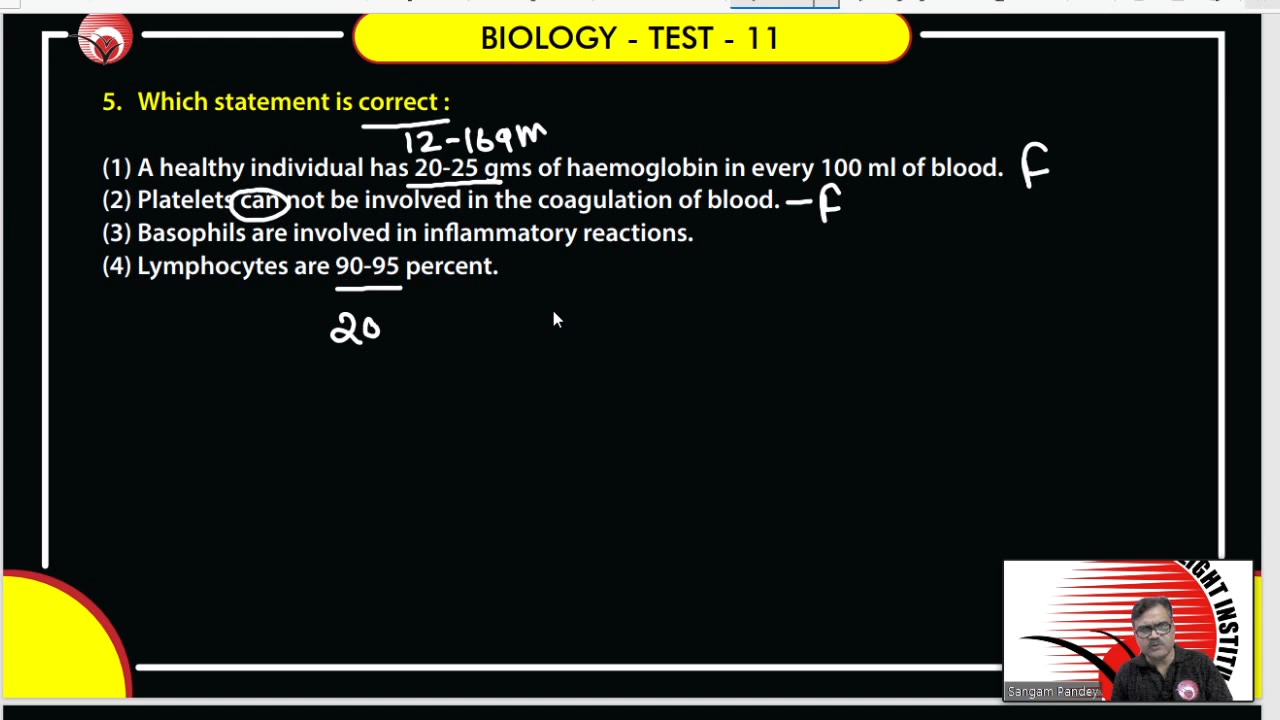 BIOLOGY - TEST - 11
5. Which statement is correct :
12-16gm
(1) A healthy individual has 20-25 gms of haemoglobin in every 100 ml of blood. F
(2) Platelets can not be involved in the coagulation of blood. - F
(3) Basophils are involved in inflammatory reactions.
(4) Lymphocytes are 90-95 percent.
20
IGHT INSTIT
Sangam Pandey